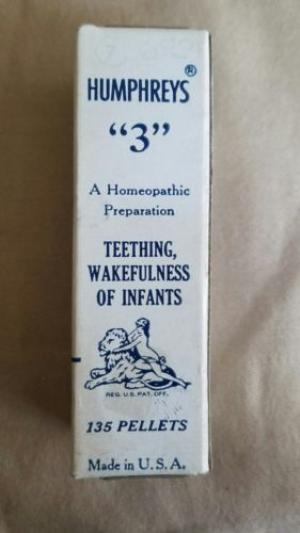 HUMPHREYS®
“3”
A Homeopathic
Preparation
TEETHING,
WAKEFULNESS
OF INFANTS
REG. U.S. PAT. OFF.
135 PELLETS
Made in U.S.A.